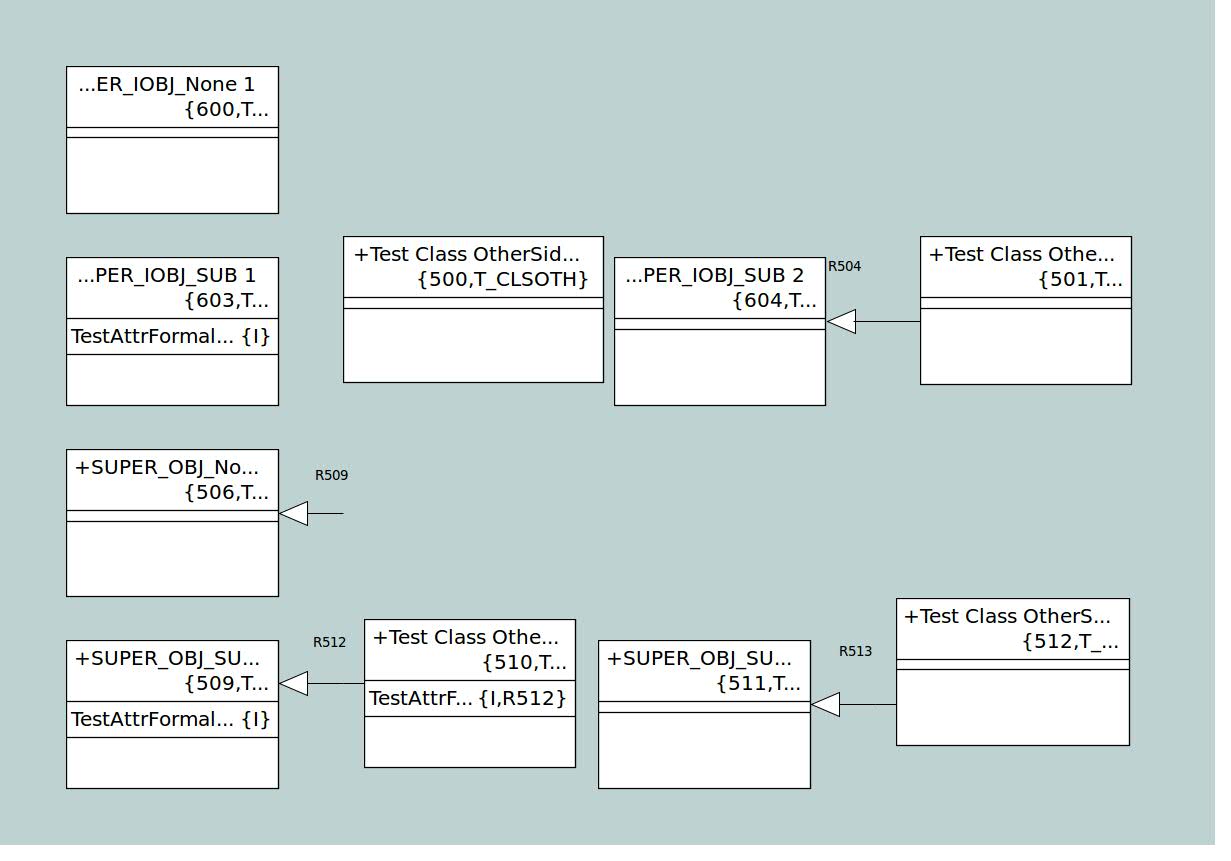 ...ER_IOBJ_None 1
{600,T...
...PER_IOBJ_SUB 1
{603,T...
TestAttrFormal... {I}
+Test Class OtherSid...
{500,T_CLSOTH}
...PER_IOBJ_SUB 2
{604,T...
R504
+Test Class Othe...
{501,T...
+SUPER_OBJ_No...
{506,T...
R509
+SUPER_OBJ_SU...
{509,T...
TestAttrFormal... {I}
R512
+Test Class Othe...
{510,T...
TestAttrF... {I,R512}
+SUPER_OBJ_SU...
{511,T...
R513
+Test Class OtherS...
{512,T_...